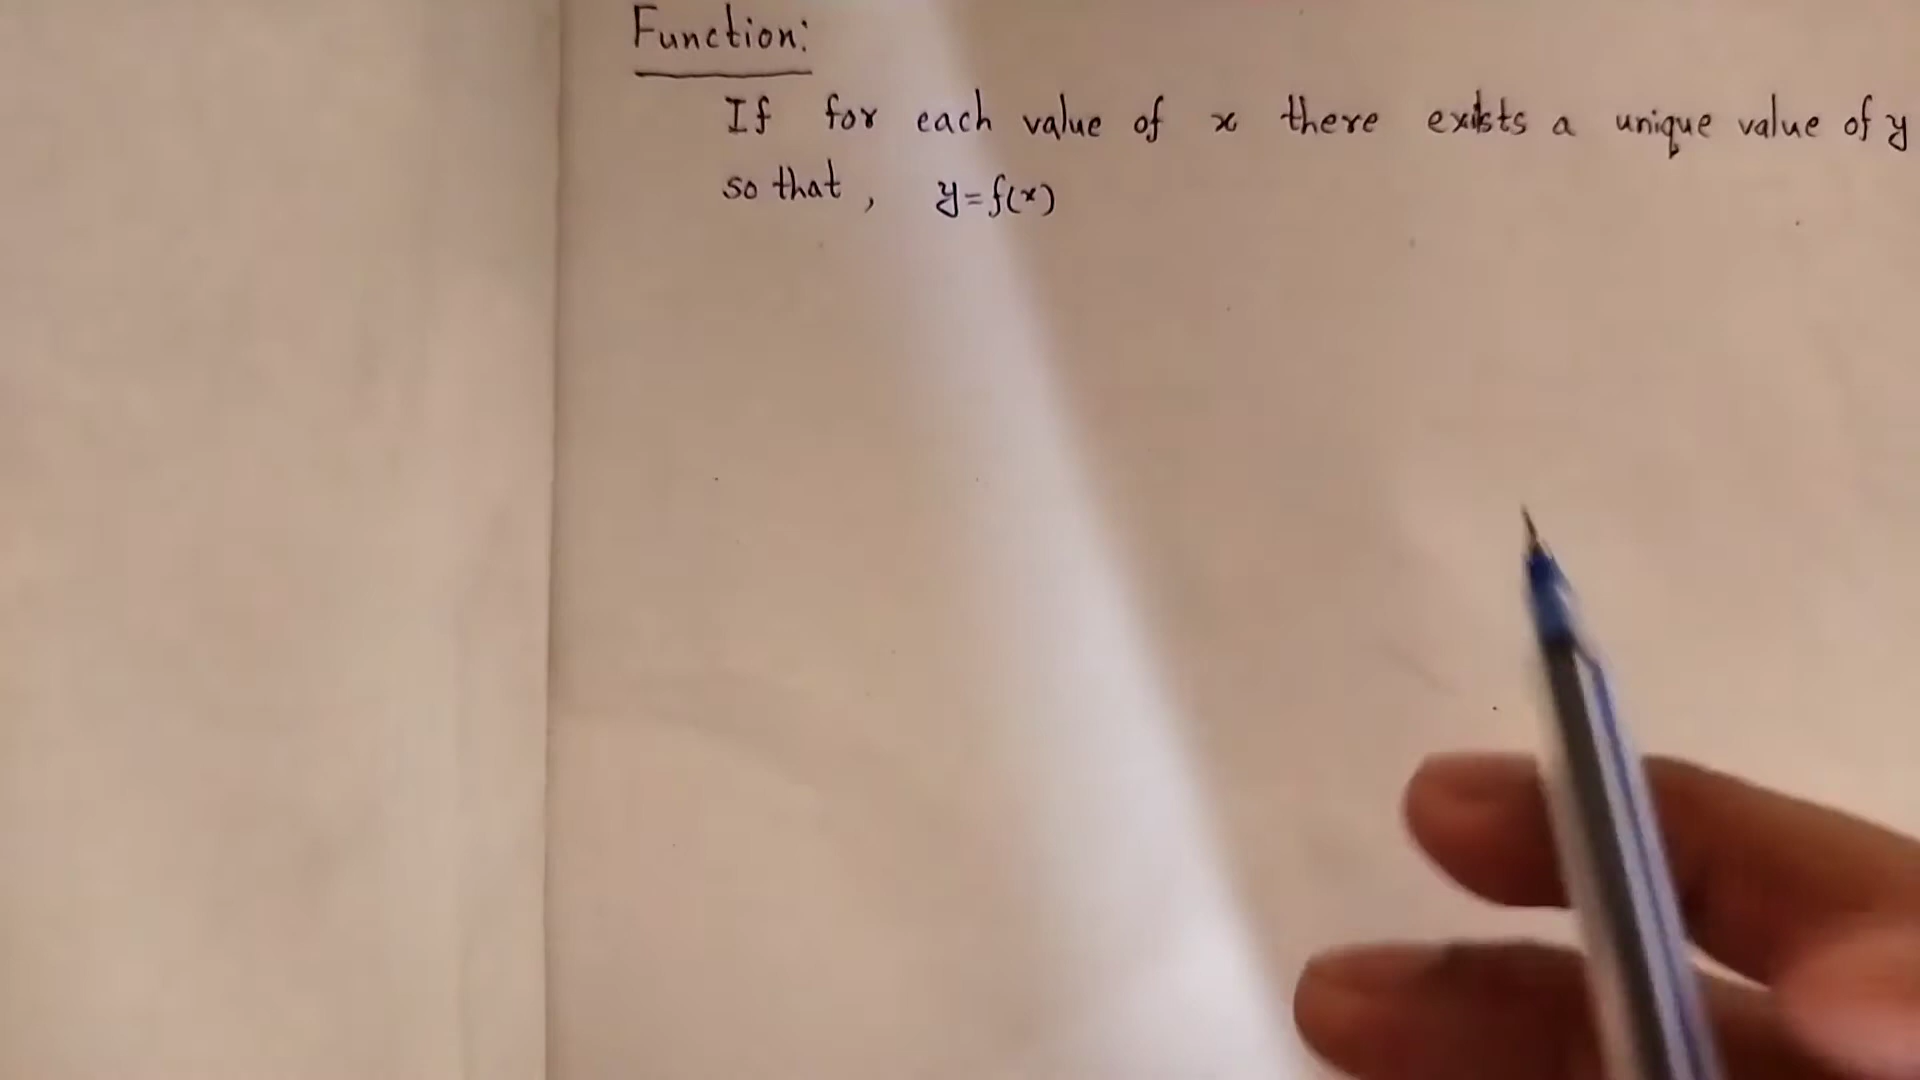 Function:
If for each value of x there exists a unique value of y
so that, y=f(x)